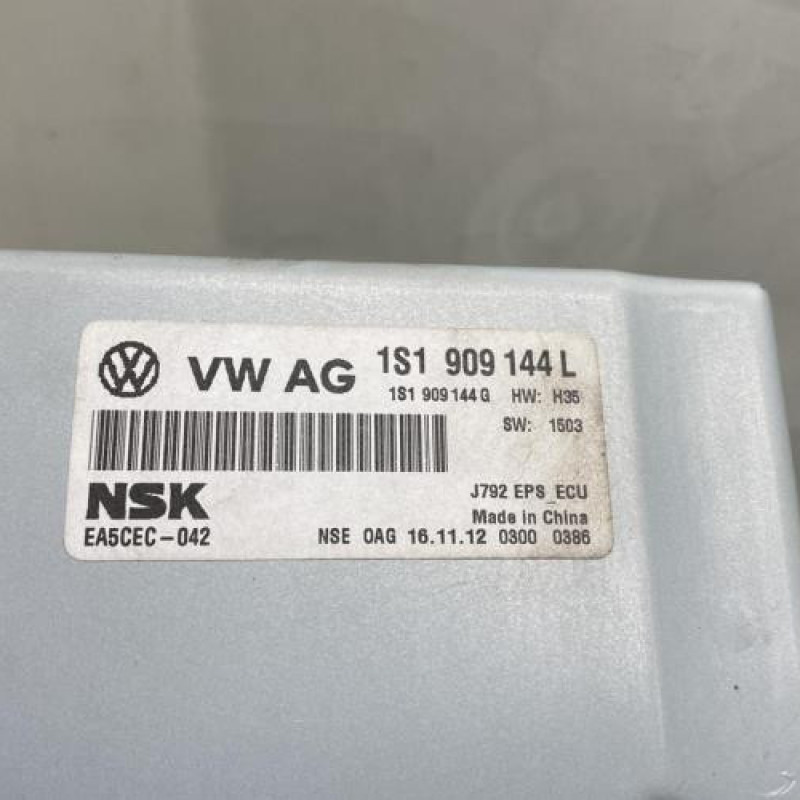 VW AG 1S1 909 144 L
1S1 909 144 G HW: H35
SW: 1503
NSK J792 EPS_ECU
Made in China
EA5CEC-042 NSE OAG 16.11.12 0300 0386